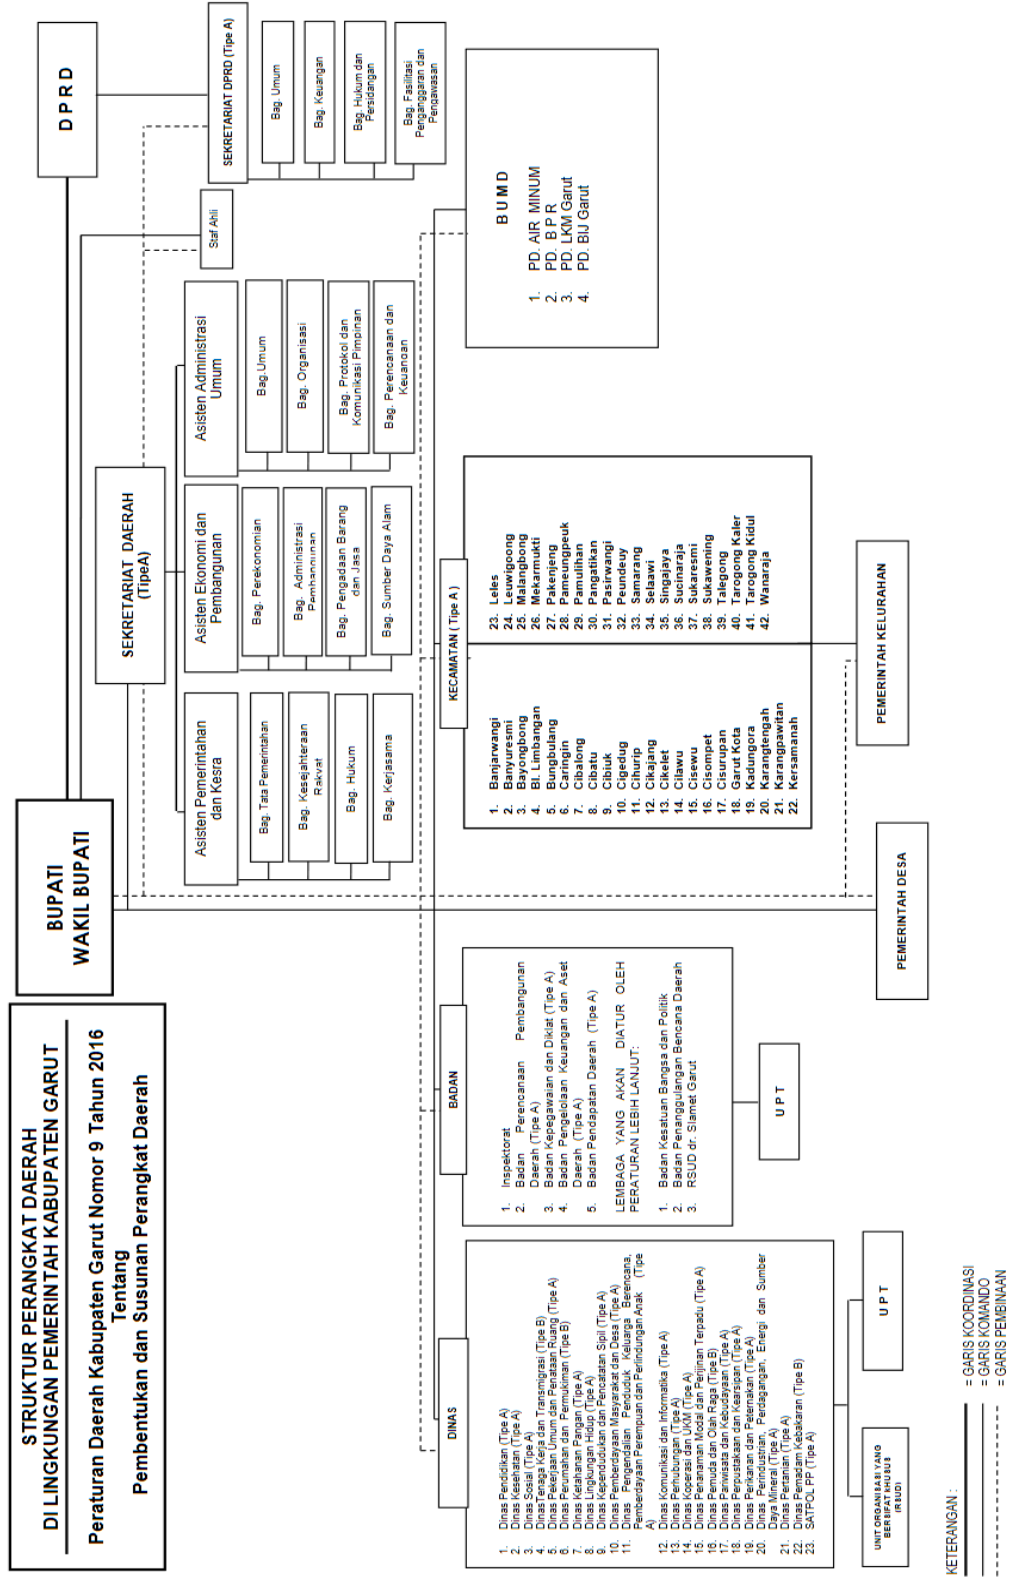 STRUKTUR PERANGKAT DAERAH
DI LINGKUNGAN PEMERINTAH KABUPATEN GARUT
Peraturan Daerah Kabupaten Garut Nomor 9 Tahun 2016
Tentang
Pembentukan dan Susunan Perangkat Daerah
BUPATI
WAKIL BUPATI
D P R D
SEKRETARIAT DAERAH
(TipeA)
Staf Ahli
SEKRETARIAT DPRD (Tipe A)
Bag. Umum
Bag. Keuangan
Bag. Hukum dan
Persidangan
Bag. Fasilitasi
Penganggaran dan
Pengawasan
Asisten Pemerintahan
dan Kesra
Bag. Tata Pemerintahan
Bag. Kesejahteraan
Rakyat
Bag. Hukum
Bag. Kerjasama
Asisten Ekonomi dan
Pembangunan
Bag. Perekonomian
Bag. Administrasi
Pembangunan
Bag. Pengadaan Barang
dan Jasa
Bag. Sumber Daya Alam
Asisten Administrasi
Umum
Bag.Umum
Bag. Organisasi
Bag. Protokol dan
Komunikasi Pimpinan
Bag. Perencanaan dan
Keuangan
DINAS
1. Dinas Pendidikan (Tipe A)
2. Dinas Kesehatan (Tipe A)
3. Dinas Sosial (Tipe A)
4. DinasTenaga Kerja dan Transmigrasi (Tipe B)
5. Dinas Pekerjaan Umum dan Penataan Ruang (Tipe A)
6. Dinas Perumahan dan Permukiman (Tipe B)
7. Dinas Ketahanan Pangan (Tipe A)
8. Dinas Lingkungan Hidup (Tipe A)
9. Dinas Kependudukan dan Pencatatan Sipil (Tipe A)
10. Dinas Pemberdayaan Masyarakat dan Desa (Tipe A)
11. Dinas Pengendalian Penduduk Keluarga Berencana,
Pemberdayaan Perempuan dan Perlindungan Anak (Tipe
A)
12. Dinas Komunikasi dan Informatika (Tipe A)
13. Dinas Perhubungan (Tipe A)
14. Dinas Koperasi dan UKM (Tipe A)
15. Dinas Penanaman Modal dan Perijinan Terpadu (Tipe A)
16. Dinas Pemuda dan Olah Raga (Tipe B)
17. Dinas Pariwisata dan Kebudayaan (Tipe A)
18. Dinas Perpustakaan dan Kearsipan (Tipe A)
19. Dinas Perikanan dan Peternakan (Tipe A)
20. Dinas Perindustrian, Perdagangan, Energi dan Sumber
Daya Mineral (Tipe A)
21. Dinas Pertanian (Tipe A)
22. Dinas Pemadam Kebakaran (Tipe B)
23. SATPOL PP (Tipe A)
UNIT ORGANISASI YANG
BERSIFAT KHUSUS
(RSUD)
U P T
BADAN
1. Inspektorat
2. Badan Perencanaan Pembangunan
Daerah (Tipe A)
3. Badan Kepegawaian dan Diklat (Tipe A)
4. Badan Pengelolaan Keuangan dan Aset
Daerah (Tipe A)
5. Badan Pendapatan Daerah (Tipe A)
LEMBAGA YANG AKAN DIATUR OLEH
PERATURAN LEBIH LANJUT:
1. Badan Kesatuan Bangsa dan Politik
2. Badan Penanggulangan Bencana Daerah
3. RSUD dr. Slamet Garut
U P T
KECAMATAN ( Tipe A )
1. Banjarwangi
2. Banyuresmi
3. Bayongbong
4. Bl. Limbangan
5. Bungbulang
6. Caringin
7. Cibalong
8. Cibatu
9. Cibiuk
10. Cigedug
11. Cihurip
12. Cikajang
13. Cikelet
14. Cilawu
15. Cisewu
16. Cisompet
17. Cisurupan
18. Garut Kota
19. Kadungora
20. Karangtengah
21. Karangpawitan
22. Kersamanah
23. Leles
24. Leuwigoong
25. Malangbong
26. Mekarmukti
27. Pakenjeng
28. Pameungpeuk
29. Pamulihan
30. Pangatikan
31. Pasirwangi
32. Peundeuy
33. Samarang
34. Selaawi
35. Singajaya
36. Sucinaraja
37. Sukaresmi
38. Sukawening
39. Talegong
40. Tarogong Kaler
41. Tarogong Kidul
42. Wanaraja
B U M D
1. PD. AIR MINUM
2. PD. B P R
3. PD. LKM Garut
4. PD. BIJ Garut
PEMERINTAH DESA
PEMERINTAH KELURAHAN
KETERANGAN :
= GARIS KOORDINASI
= GARIS KOMANDO
= GARIS PEMBINAAN